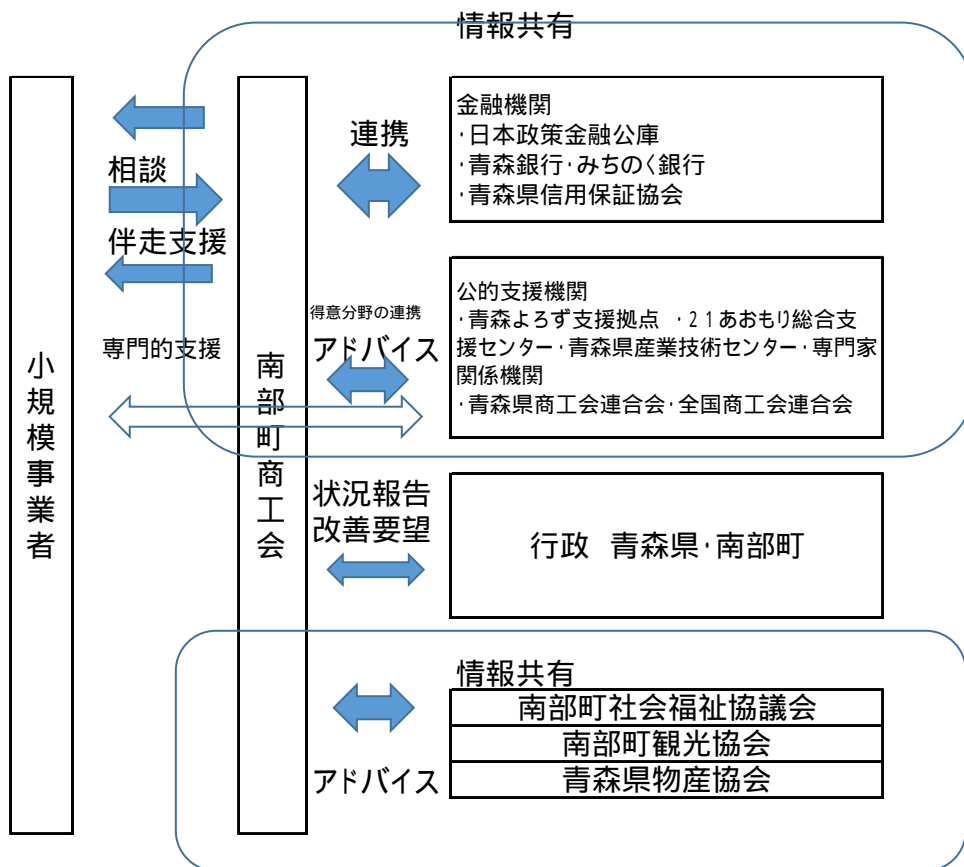 情報共有
小規模事業者
相談
伴走支援
専門的支援
南部町商工会
連携
金融機関
・日本政策金融公庫
・青森銀行・みちのく銀行
・青森県信用保証協会
得意分野の連携
アドバイス
公的支援機関
・青森よろず支援拠点 ・21あおもり総合支
援センター・青森県産業技術センター・専門家
関係機関
・青森県商工会連合会・全国商工会連合会
状況報告
改善要望
行政 青森県・南部町
情報共有
アドバイス
南部町社会福祉協議会
南部町観光協会
青森県物産協会